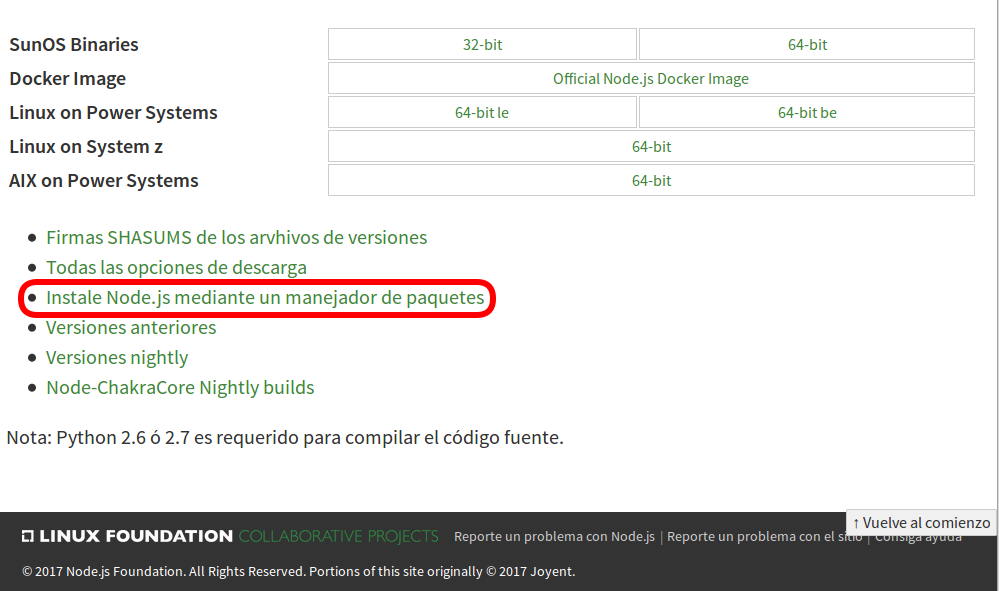 SunOS Binaries 32-bit 64-bit
Docker Image Official Node.js Docker Image
Linux on Power Systems 64-bit le 64-bit be
Linux on System z 64-bit
AIX on Power Systems 64-bit
Firmas SHASUMS de los arvhivos de versiones
Todas las opciones de descarga
Instale Node.js mediante un manejador de paquetes
Versiones anteriores
Versiones nightly
Node-ChakraCore Nightly builds
Nota: Python 2.6 ó 2.7 es requerido para compilar el código fuente.
↑ Vuelve al comienzo
LINUX FOUNDATION COLLABORATIVE PROJECTS Reporte un problema con Node.js | Reporte un problema con el sitio | Consiga ayuda
© 2017 Node.js Foundation. All Rights Reserved. Portions of this site originally © 2017 Joyent.